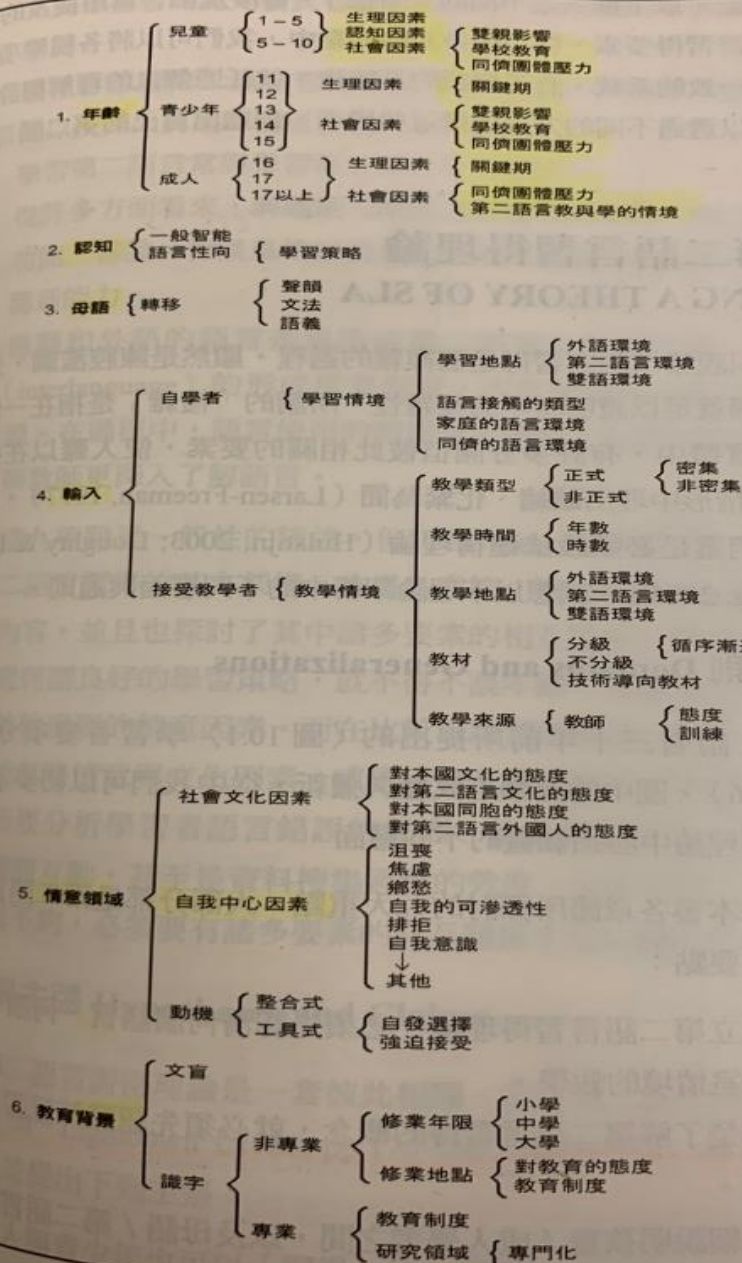 1. 年齡
兒童
1－5
5－10
生理因素
認知因素
社會因素
雙親影響
學校教育
同儕團體壓力
青少年
11
12
13
14
15
生理因素
關鍵期
社會因素
雙親影響
學校教育
同儕團體壓力
成人
16
17
17以上
生理因素
關鍵期
社會因素
同儕團體壓力
第二語言教與學的情境
2. 認知
一般智能
語言性向
學習策略
3. 母語
轉移
聲韻
文法
語義
4. 輸入
自學者
學習情境
學習地點
外語環境
第二語言環境
雙語環境
語言接觸的類型
家庭的語言環境
同儕的語言環境
接受教學者
教學情境
教學類型
正式
密集
非密集
非正式
教學時間
年數
時數
教學地點
外語環境
第二語言環境
雙語環境
教材
分級
循序漸
不分級
技術導向教材
教學來源
教師
態度
訓練
5. 情意領域
社會文化因素
對本國文化的態度
對第二語言文化的態度
對本國同胞的態度
對第二語言外國人的態度
自我中心因素
沮喪
焦慮
鄉愁
自我的可滲透性
排拒
自我意識
↓
其他
動機
整合式
工具式
自發選擇
強迫接受
6. 教育背景
文盲
識字
非專業
修業年限
小學
中學
大學
修業地點
對教育的態度
教育制度
專業
教育制度
研究領域
專門化